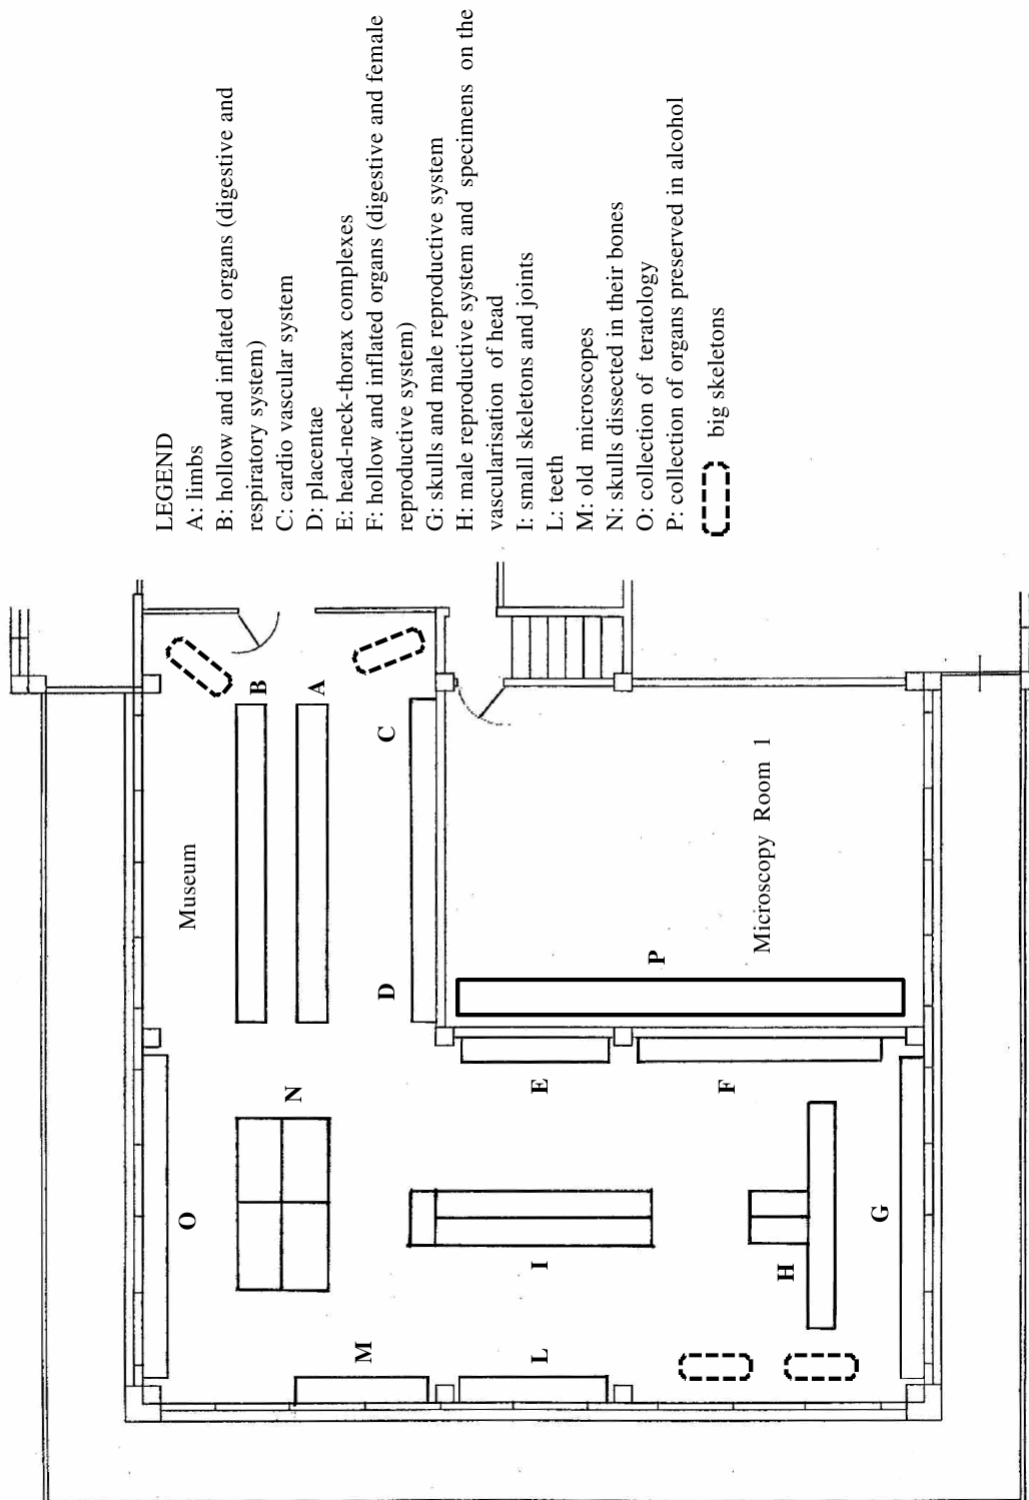 LEGEND
A: limbs
B: hollow and inflated organs (digestive and
respiratory system)
C: cardio vascular system
D: placentae
E: head-neck-thorax complexes
F: hollow and inflated organs (digestive and female
reproductive system)
G: skulls and male reproductive system
H: male reproductive system and specimens on the
vascularisation of head
I: small skeletons and joints
L: teeth
M: old microscopes
N: skulls dissected in their bones
O: collection of teratology
P: collection of organs preserved in alcohol
big skeletons
Museum
B
A
C
D
N
O
M
L
I
E
F
H
G
P
Microscopy Room 1